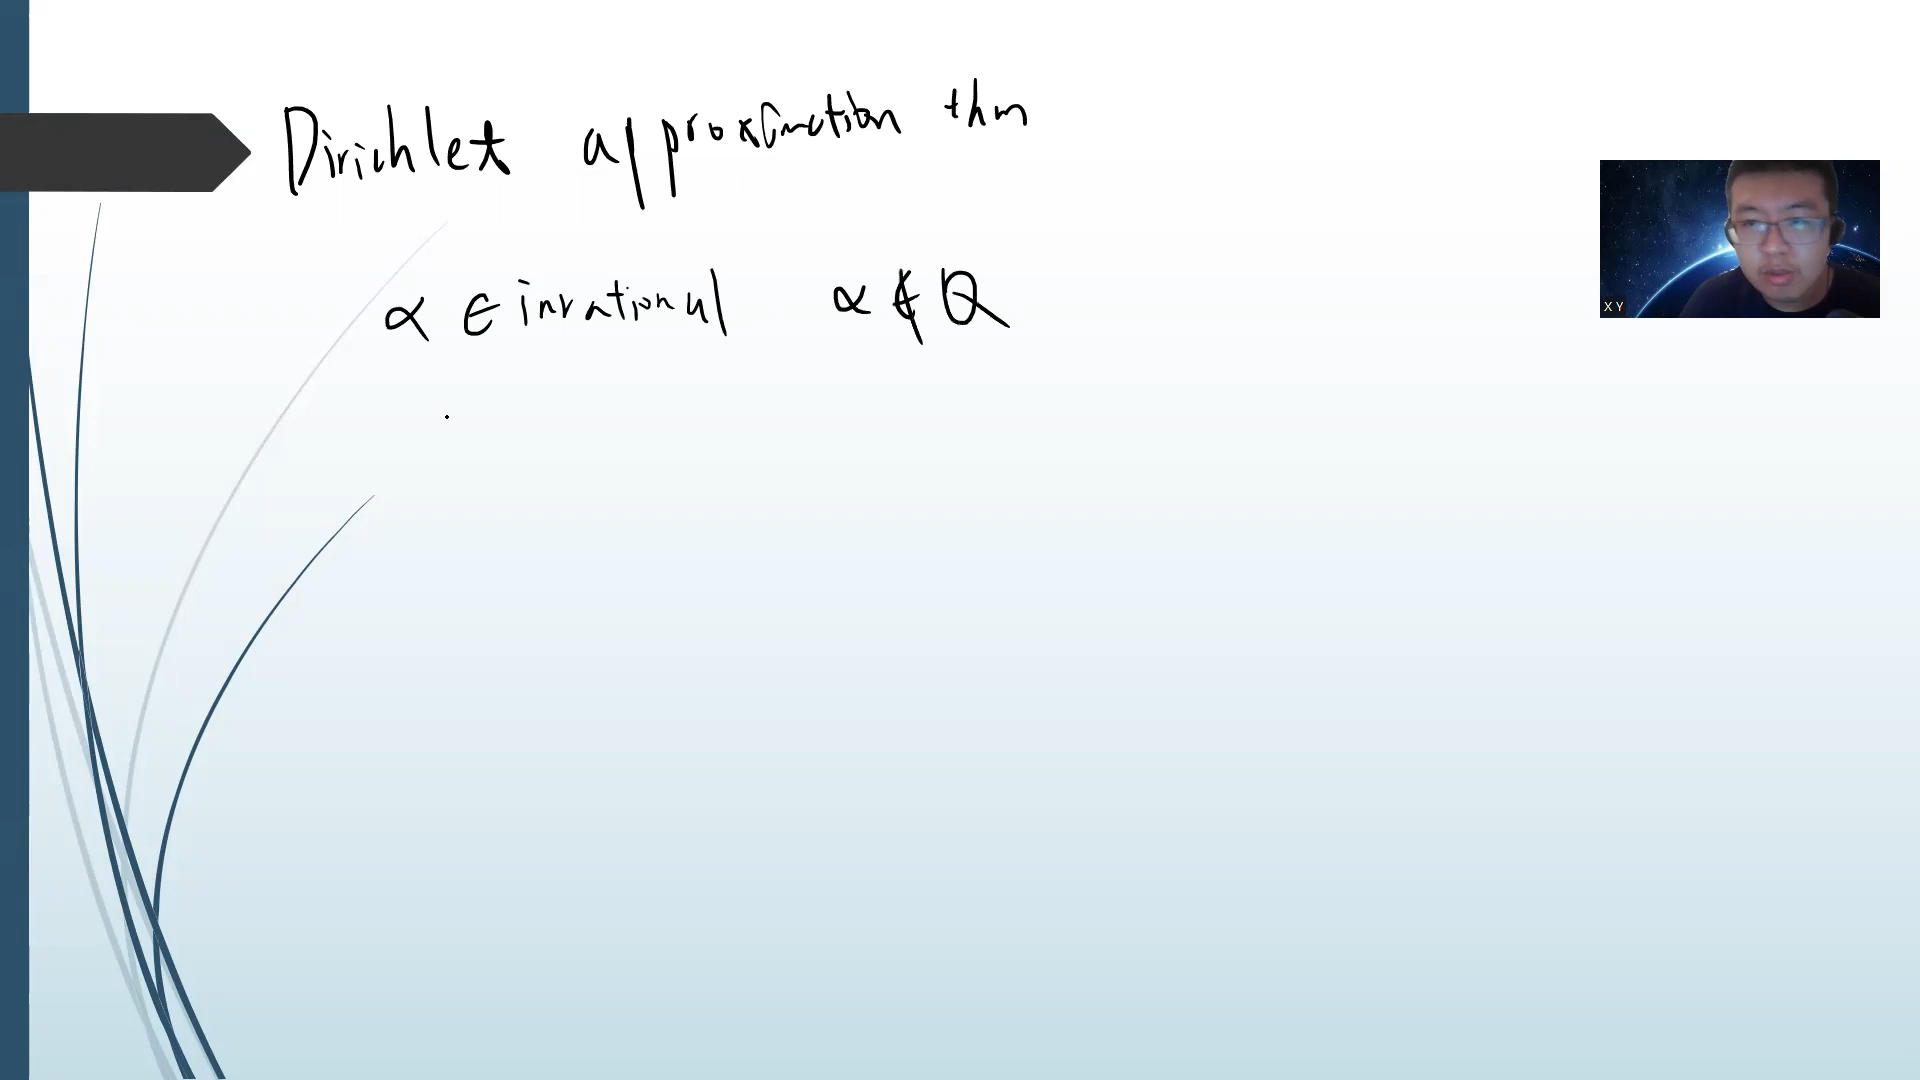 Dirichlet approximation thm
α ∈ irrational α ∉ Q
X Y